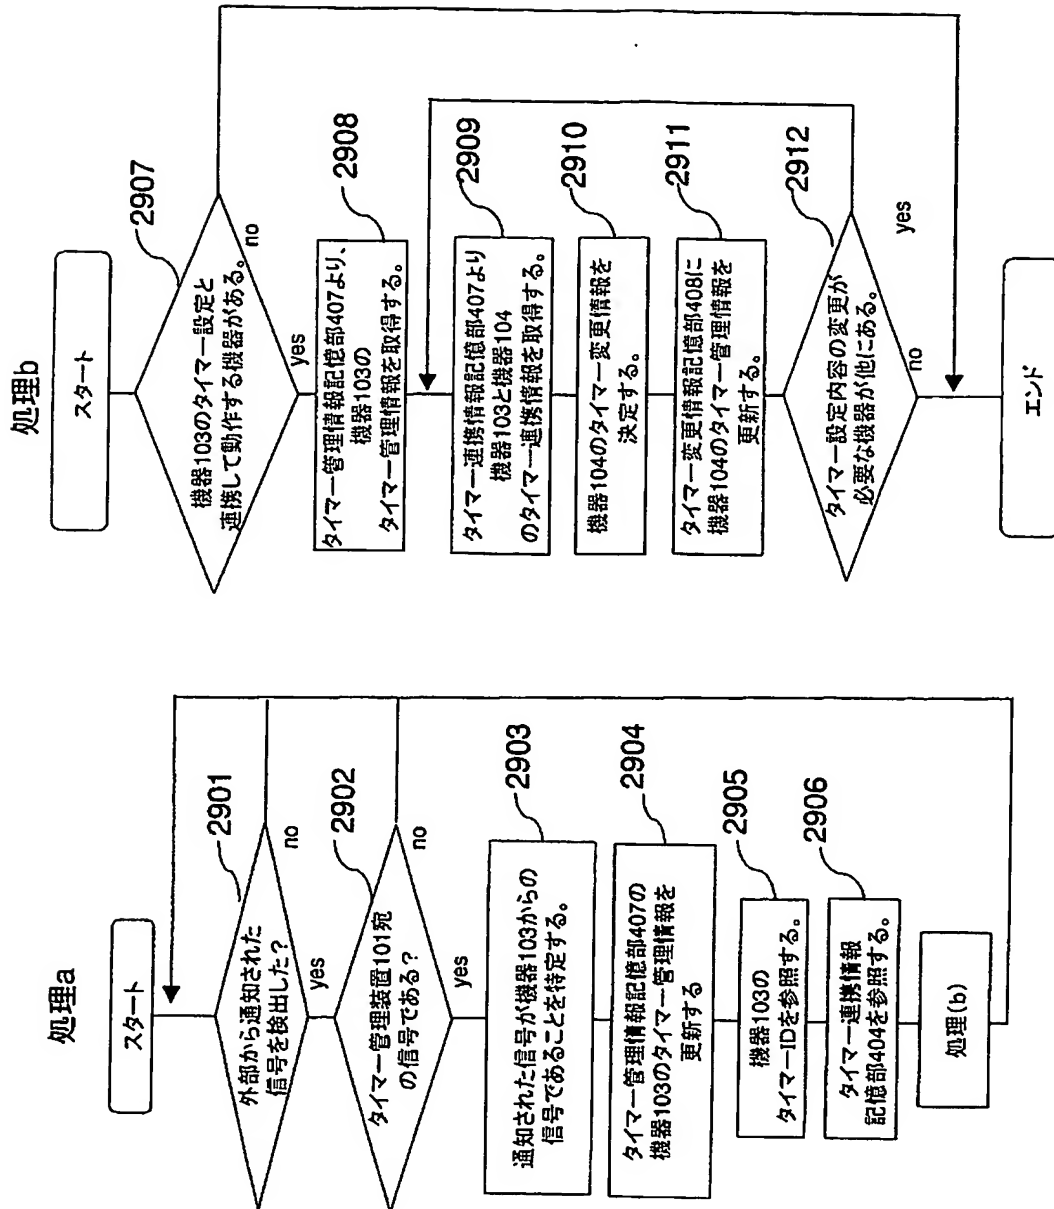 処理a
スタート
外部から通知された
信号を検出した?
2901
no
yes
タイマー管理装置101宛
の信号である?
2902
no
yes
通知された信号が機器103からの
信号であることを特定する。
2903
タイマー管理情報記憶部407の
機器103のタイマー管理情報を
更新する
2904
機器103の
タイマーIDを参照する。
2905
タイマー連携情報
記憶部404を参照する。
2906
処理(b)
処理b
スタート
機器103のタイマー設定と
連携して動作する機器がある。
2907
no
yes
タイマー管理情報記憶部407より、
機器103の
タイマー管理情報を取得する。
2908
タイマー連携情報記憶部407より
機器103と機器104
のタイマー連携情報を取得する。
2909
機器104のタイマー変更情報を
決定する。
2910
タイマー変更情報記憶部408に
機器104のタイマー管理情報を
更新する。
2911
タイマー設定内容の変更が
必要な機器が他にある。
2912
yes
no
エンド